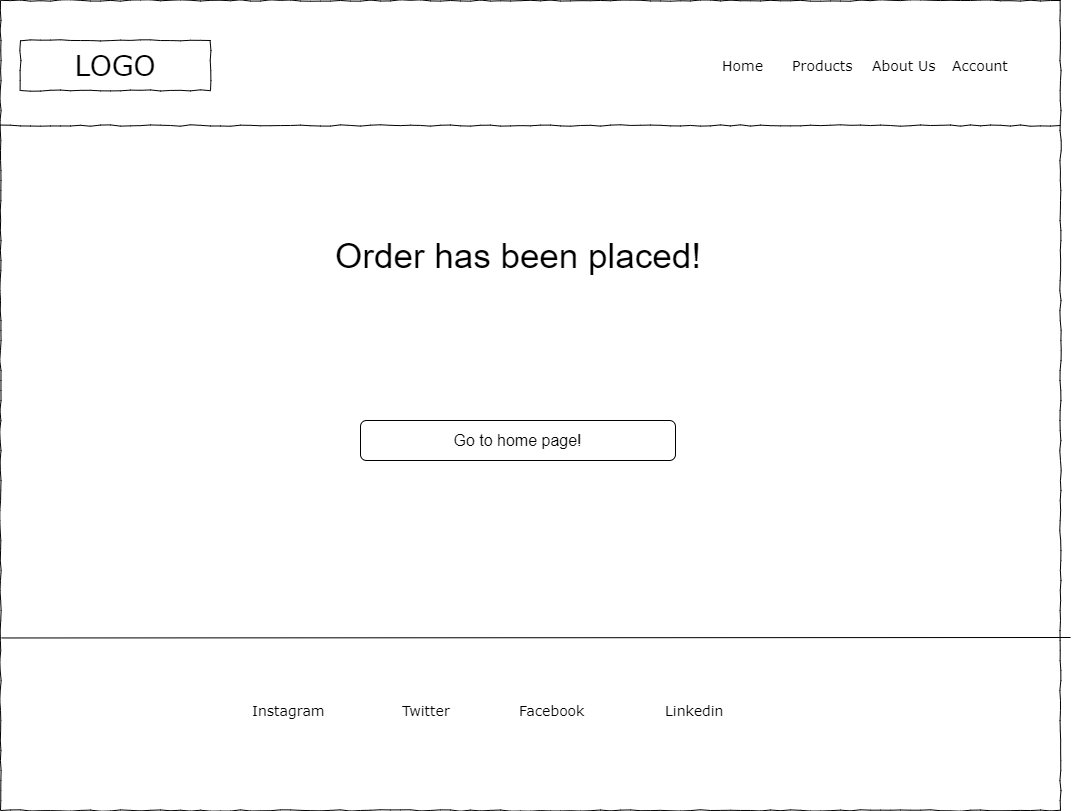 LOGO
Home Products About Us Account
Order has been placed!
Go to home page!
Instagram Twitter Facebook Linkedin